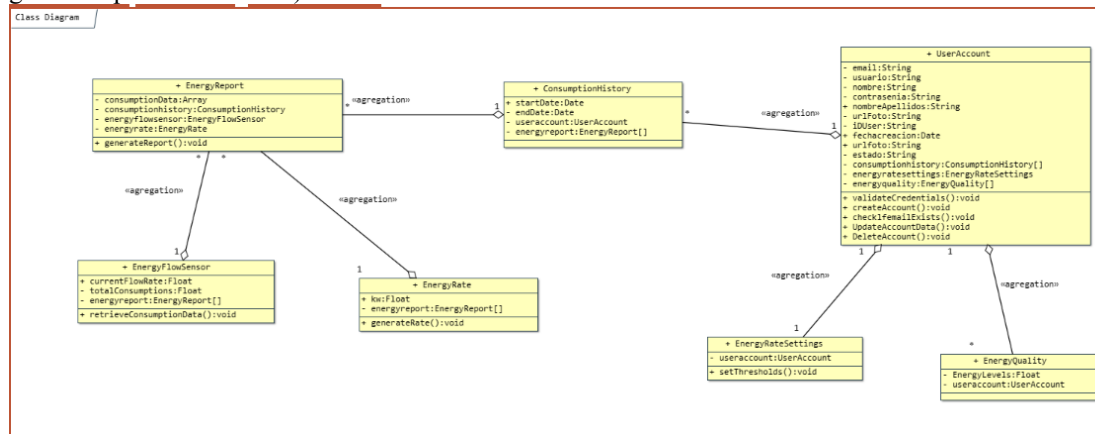 Class Diagram
+ EnergyReport
- consumptionData:Array
- consumptionhistory:ConsumptionHistory
- energyflowsensor:EnergyFlowSensor
- energyrate:EnergyRate
+ generateReport():void
«agregation»
*
1
+ ConsumptionHistory
+ startDate:Date
- endDate:Date
- useraccount:UserAccount
- energyreport:EnergyReport[]
*
«agregation»
1
+ UserAccount
- email:String
- usuario:String
- nombre:String
- contrasenia:String
+ nombreApellidos:String
- urlFoto:String
- iDUser:String
+ fechacreacion:Date
+ urlfoto:String
- estado:String
- consumptionhistory:ConsumptionHistory[]
- energyratesettings:EnergyRateSettings
- energyquality:EnergyQuality[]
+ validateCredentials():void
+ createAccount():void
+ checkIfemailExists():void
+ UpdateAccountData():void
+ DeleteAccount():void
* *
«agregation»
«agregation»
1
1
1
1
+ EnergyFlowSensor
+ currentFlowRate:Float
- totalConsumptions:Float
- energyreport:EnergyReport[]
+ retrieveConsumptionData():void
+ EnergyRate
+ kw:Float
- energyreport:EnergyReport[]
+ generateRate():void
«agregation»
«agregation»
1
*
+ EnergyRateSettings
- useraccount:UserAccount
+ setThresholds():void
+ EnergyQuality
- EnergyLevels:Float
- useraccount:UserAccount